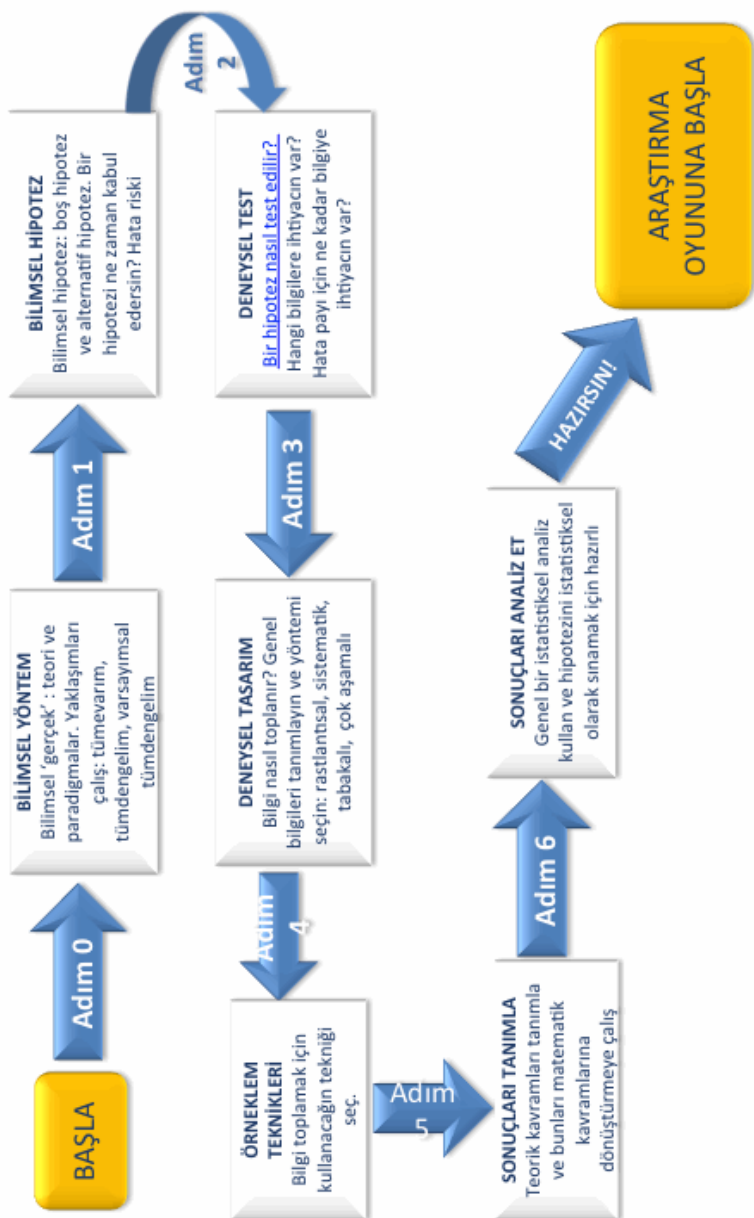 BAŞLA
Adım 0
BİLİMSEL YÖNTEM
Bilimsel ‘gerçek’ : teori ve
paradigmalar. Yaklaşımları
çalış: tümevarım,
tümdengelim, varsayımsal
tümdengelim
Adım 1
BİLİMSEL HİPOTEZ
Bilimsel hipotez: boş hipotez
ve alternatif hipotez. Bir
hipotezi ne zaman kabul
edersin? Hata riski
Adım
2
DENEYSEL TEST
Bir hipotez nasıl test edilir?
Hangi bilgilere ihtiyacın var?
Hata payı için ne kadar bilgiye
ihtiyacın var?
Adım 3
DENEYSEL TASARIM
Bilgi nasıl toplanır? Genel
bilgileri tanımlayın ve yöntemi
seçin: rastlantısal, sistematik,
tabakalı, çok aşamalı
Adım
4
ÖRNEKLEM
TEKNİKLERİ
Bilgi toplamak için
kullanacağın tekniği
seç.
Adım
5
SONUÇLARI TANIMLA
Teorik kavramları tanımla
ve bunları matematik
kavramlarına
dönüştürmeye çalış
Adım 6
SONUÇLARI ANALİZ ET
Genel bir istatistiksel analiz
kullan ve hipotezini istatistiksel
olarak sınamak için hazırlı
HAZIRSIN!
ARAŞTIRMA
OYUNUNA BAŞLA